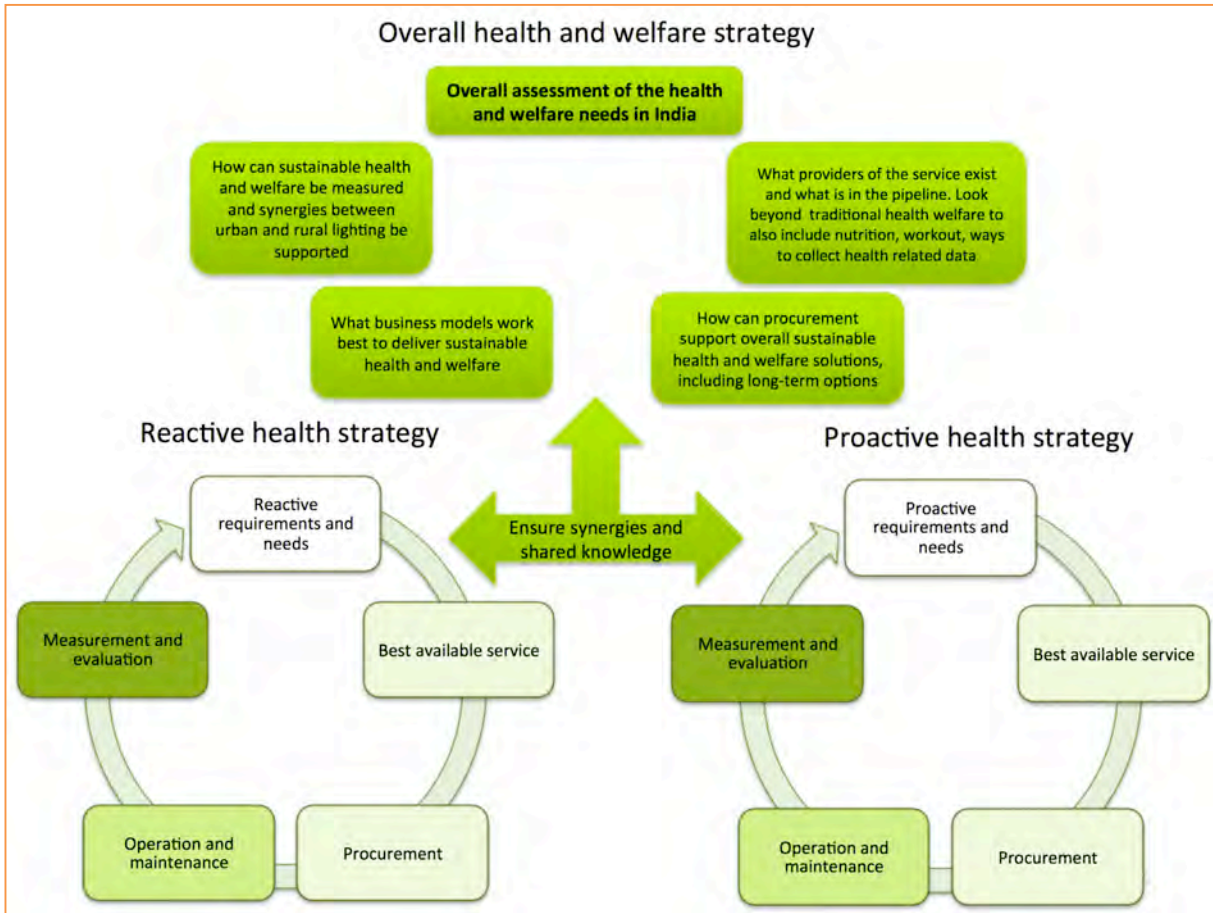 Overall health and welfare strategy
Overall assessment of the health
and welfare needs in India
How can sustainable health
and welfare be measured
and synergies between
urban and rural lighting be
supported
What providers of the service exist
and what is in the pipeline. Look
beyond traditional health welfare to
also include nutrition, workout, ways
to collect health related data
What business models work
best to deliver sustainable
health and welfare
How can procurement
support overall sustainable
health and welfare solutions,
including long-term options
Reactive health strategy
Proactive health strategy
Ensure synergies and
shared knowledge
Reactive
requirements and
needs
Best available service
Procurement
Operation and
maintenance
Measurement and
evaluation
Proactive
requirements and
needs
Best available service
Procurement
Operation and
maintenance
Measurement and
evaluation